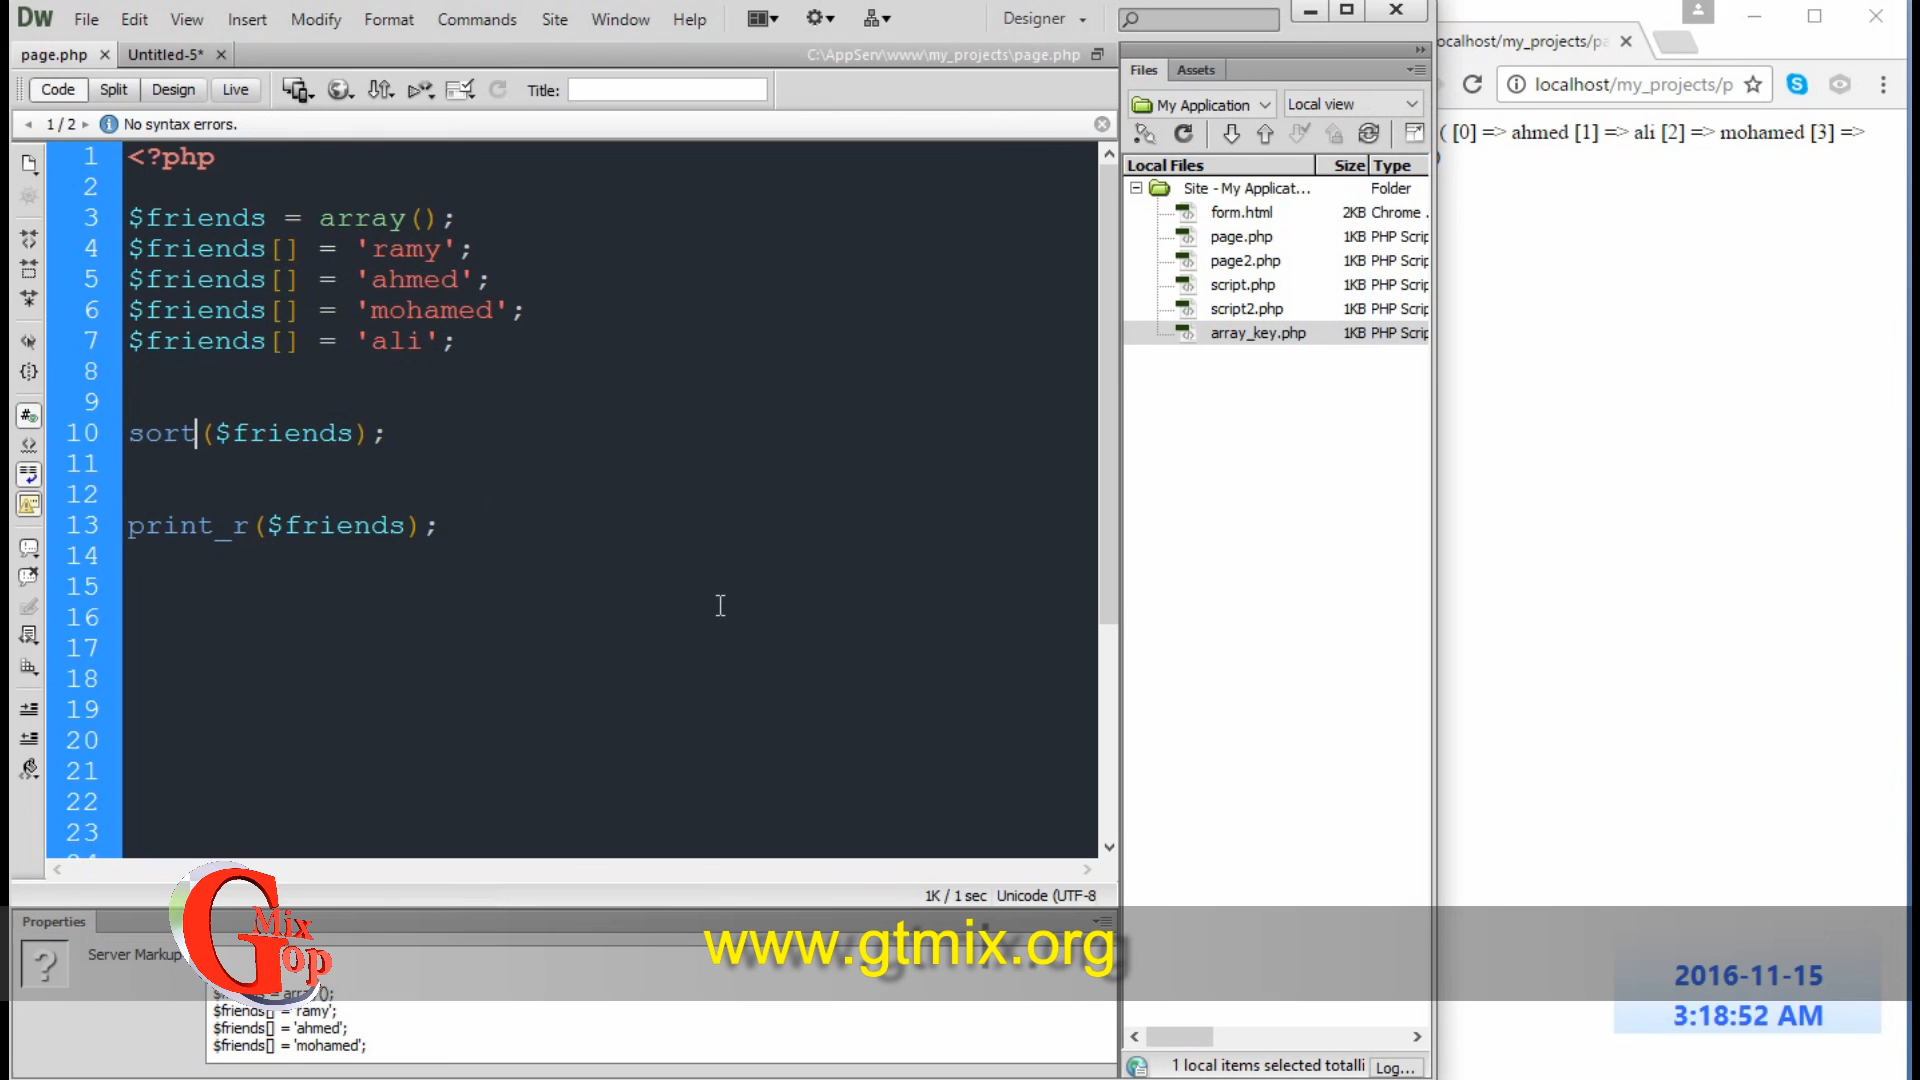 Dw File Edit View Insert Modify Format Commands Site Window Help Designer
page.php Untitled-5* C:\AppServ\www\my_projects\page.php
Code Split Design Live Title:
1 / 2 No syntax errors.
1 <?php
2
3 $friends = array();
4 $friends[] = 'ramy';
5 $friends[] = 'ahmed';
6 $friends[] = 'mohamed';
7 $friends[] = 'ali';
8
9
10 sort($friends);
11
12
13 print_r($friends);
14
15
16
17
18
19
20
21
22
23
1K / 1 sec Unicode (UTF-8
Properties
Server Markup
$friends = array();
$friends[] = 'ramy';
$friends[] = 'ahmed';
$friends[] = 'mohamed';
Files Assets
My Application Local view
Local Files Size Type
Site - My Applicat... Folder
form.html 2KB Chrome
page.php 1KB PHP Scrip
page2.php 1KB PHP Scrip
script.php 1KB PHP Scrip
script2.php 1KB PHP Scrip
array_key.php 1KB PHP Scrip
1 local items selected totalli Log...
ocalhost/my_projects/pa
localhost/my_projects/p
( [0] => ahmed [1] => ali [2] => mohamed [3] =>
)
G Mix Top
www.gtmix.org
2016-11-15
3:18:52 AM